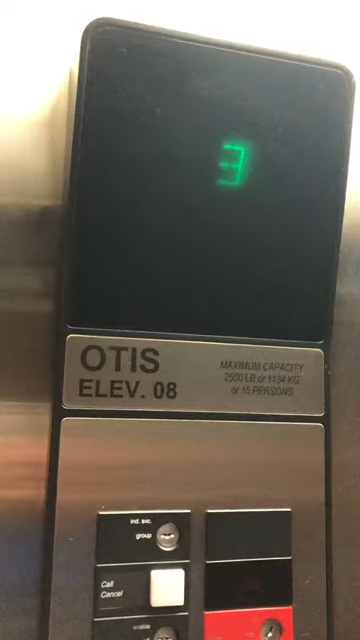 3
OTIS
ELEV. 08
MAXIMUM CAPACITY
2500 LB or 1134 KG
or 15 PERSONS
ind. svc.
group
Call
Cancel